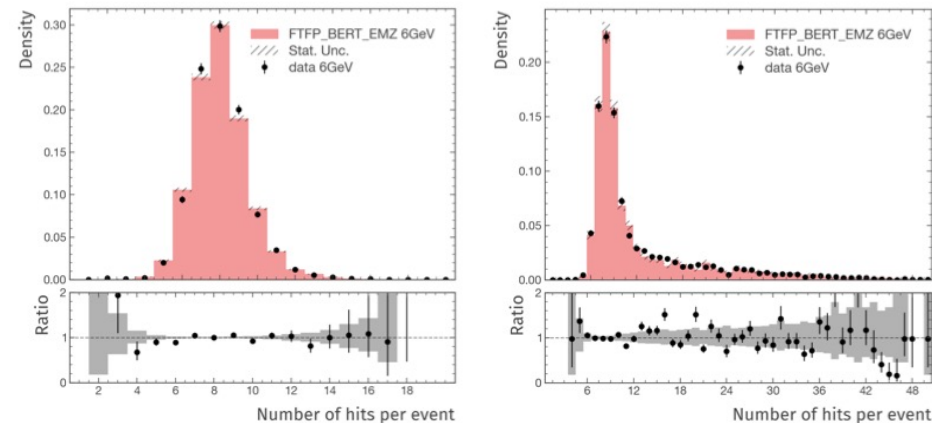 Density
0.30
0.25
0.20
0.15
0.10
0.05
0.00
FTFP_BERT_EMZ 6GeV
Stat. Unc.
data 6GeV
Ratio
2
1
0
2 4 6 8 10 12 14 16 18
Number of hits per event
Density
0.20
0.15
0.10
0.05
0.00
FTFP_BERT_EMZ 6GeV
Stat. Unc.
data 6GeV
Ratio
2
1
0
6 12 18 24 30 36 42 48
Number of hits per event